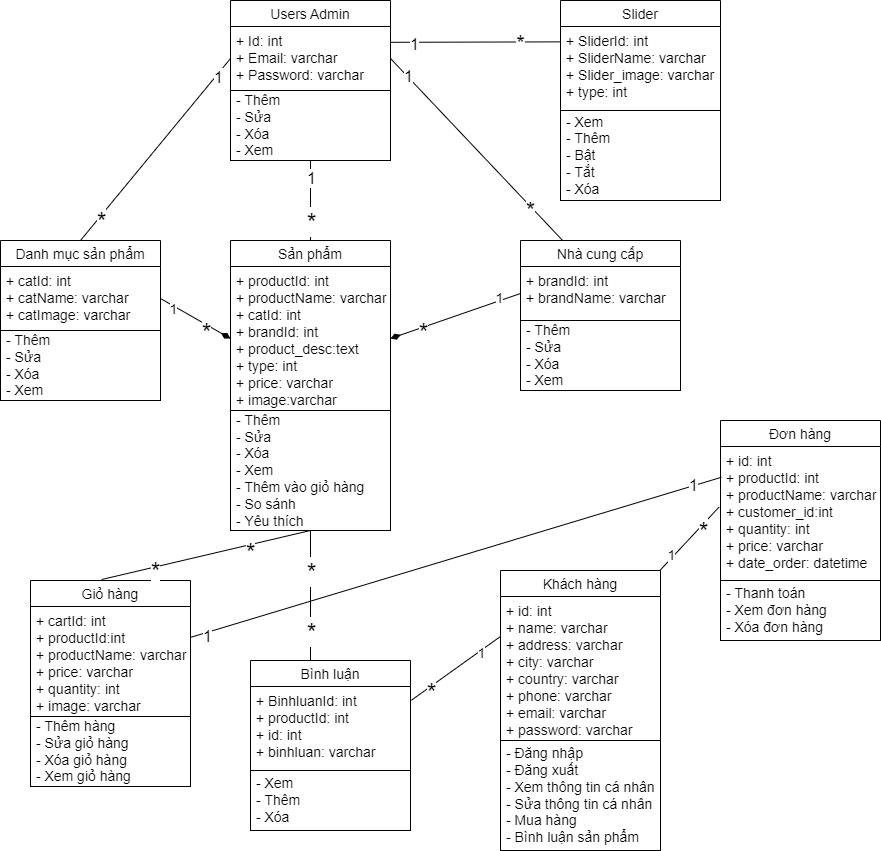 Users Admin
+ Id: int
+ Email: varchar
+ Password: varchar
- Thêm
- Sửa
- Xóa
- Xem
1
*
Slider
+ SliderId: int
+ SliderName: varchar
+ Slider_image: varchar
+ type: int
- Xem
- Thêm
- Bật
- Tắt
- Xóa
1
*
1
*
1
*
Danh mục sản phẩm
+ catId: int
+ catName: varchar
+ catImage: varchar
- Thêm
- Sửa
- Xóa
- Xem
1
*
Sản phẩm
+ productId: int
+ productName: varchar
+ catId: int
+ brandId: int
+ product_desc:text
+ type: int
+ price: varchar
+ image:varchar
- Thêm
- Sửa
- Xóa
- Xem
- Thêm vào giỏ hàng
- So sánh
- Yêu thích
*
1
Nhà cung cấp
+ brandId: int
+ brandName: varchar
- Thêm
- Sửa
- Xóa
- Xem
Đơn hàng
+ id: int
+ productId: int
+ productName: varchar
+ customer_id:int
+ quantity: int
+ price: varchar
+ date_order: datetime
- Thanh toán
- Xem đơn hàng
- Xóa đơn hàng
1
*
1
*
*
*
*
1
Giỏ hàng
+ cartId: int
+ productId:int
+ productName: varchar
+ price: varchar
+ quantity: int
+ image: varchar
- Thêm hàng
- Sửa giỏ hàng
- Xóa giỏ hàng
- Xem giỏ hàng
Bình luận
+ BinhluanId: int
+ productId: int
+ id: int
+ binhluan: varchar
- Xem
- Thêm
- Xóa
*
1
Khách hàng
+ id: int
+ name: varchar
+ address: varchar
+ city: varchar
+ country: varchar
+ phone: varchar
+ email: varchar
+ password: varchar
- Đăng nhập
- Đăng xuất
- Xem thông tin cá nhân
- Sửa thông tin cá nhân
- Mua hàng
- Bình luận sản phẩm